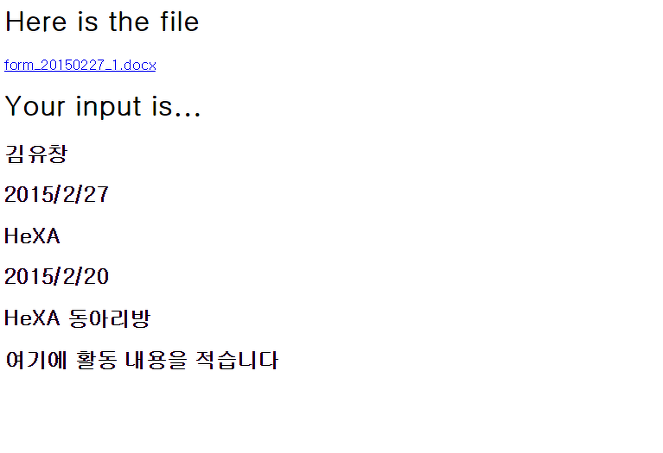 Here is the file
form_20150227_1.docx
Your input is...
김유창
2015/2/27
HeXA
2015/2/20
HeXA 동아리방
여기에 활동 내용을 적습니다